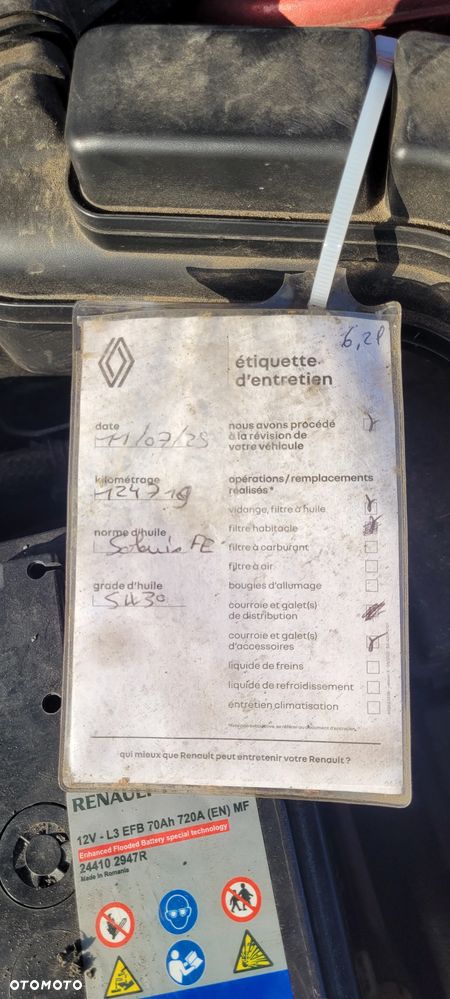 6,2l
étiquette
d'entretien
date
11/07/25
nous avons procédé
à la révision de
votre véhicule
kilométrage
124719
opérations/remplacements
réalisés*
vidange, filtre à huile
norme d'huile
FE
filtre habitacle
filtre à carburant
filtre à air
grade d'huile
5W30
bougies d'allumage
courroie et galet(s)
de distribution
courroie et galet(s)
d'accessoires
liquide de freins
liquide de refroidissement
entretien climatisation
qui mieux que Renault peut entretenir votre Renault ?
RENAULT
12V - L3 EFB 70Ah 720A (EN) MF
Enhanced Flooded Battery special technology
24410 2947R
Made in Romania
OTOMOTO